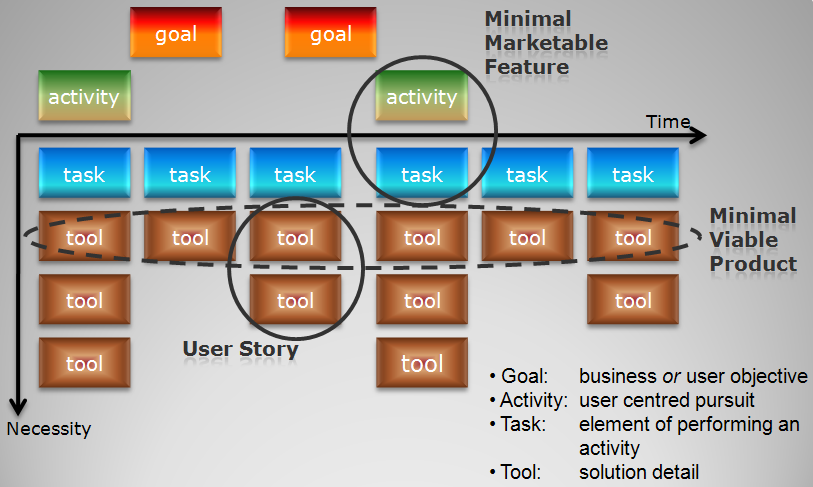 goal goal
Minimal
Marketable
Feature
activity activity
Time
task task task task task task
tool tool tool tool tool tool
Minimal
Viable
Product
tool tool tool tool
User Story
tool tool
Necessity
• Goal: business or user objective
• Activity: user centred pursuit
• Task: element of performing an
activity
• Tool: solution detail